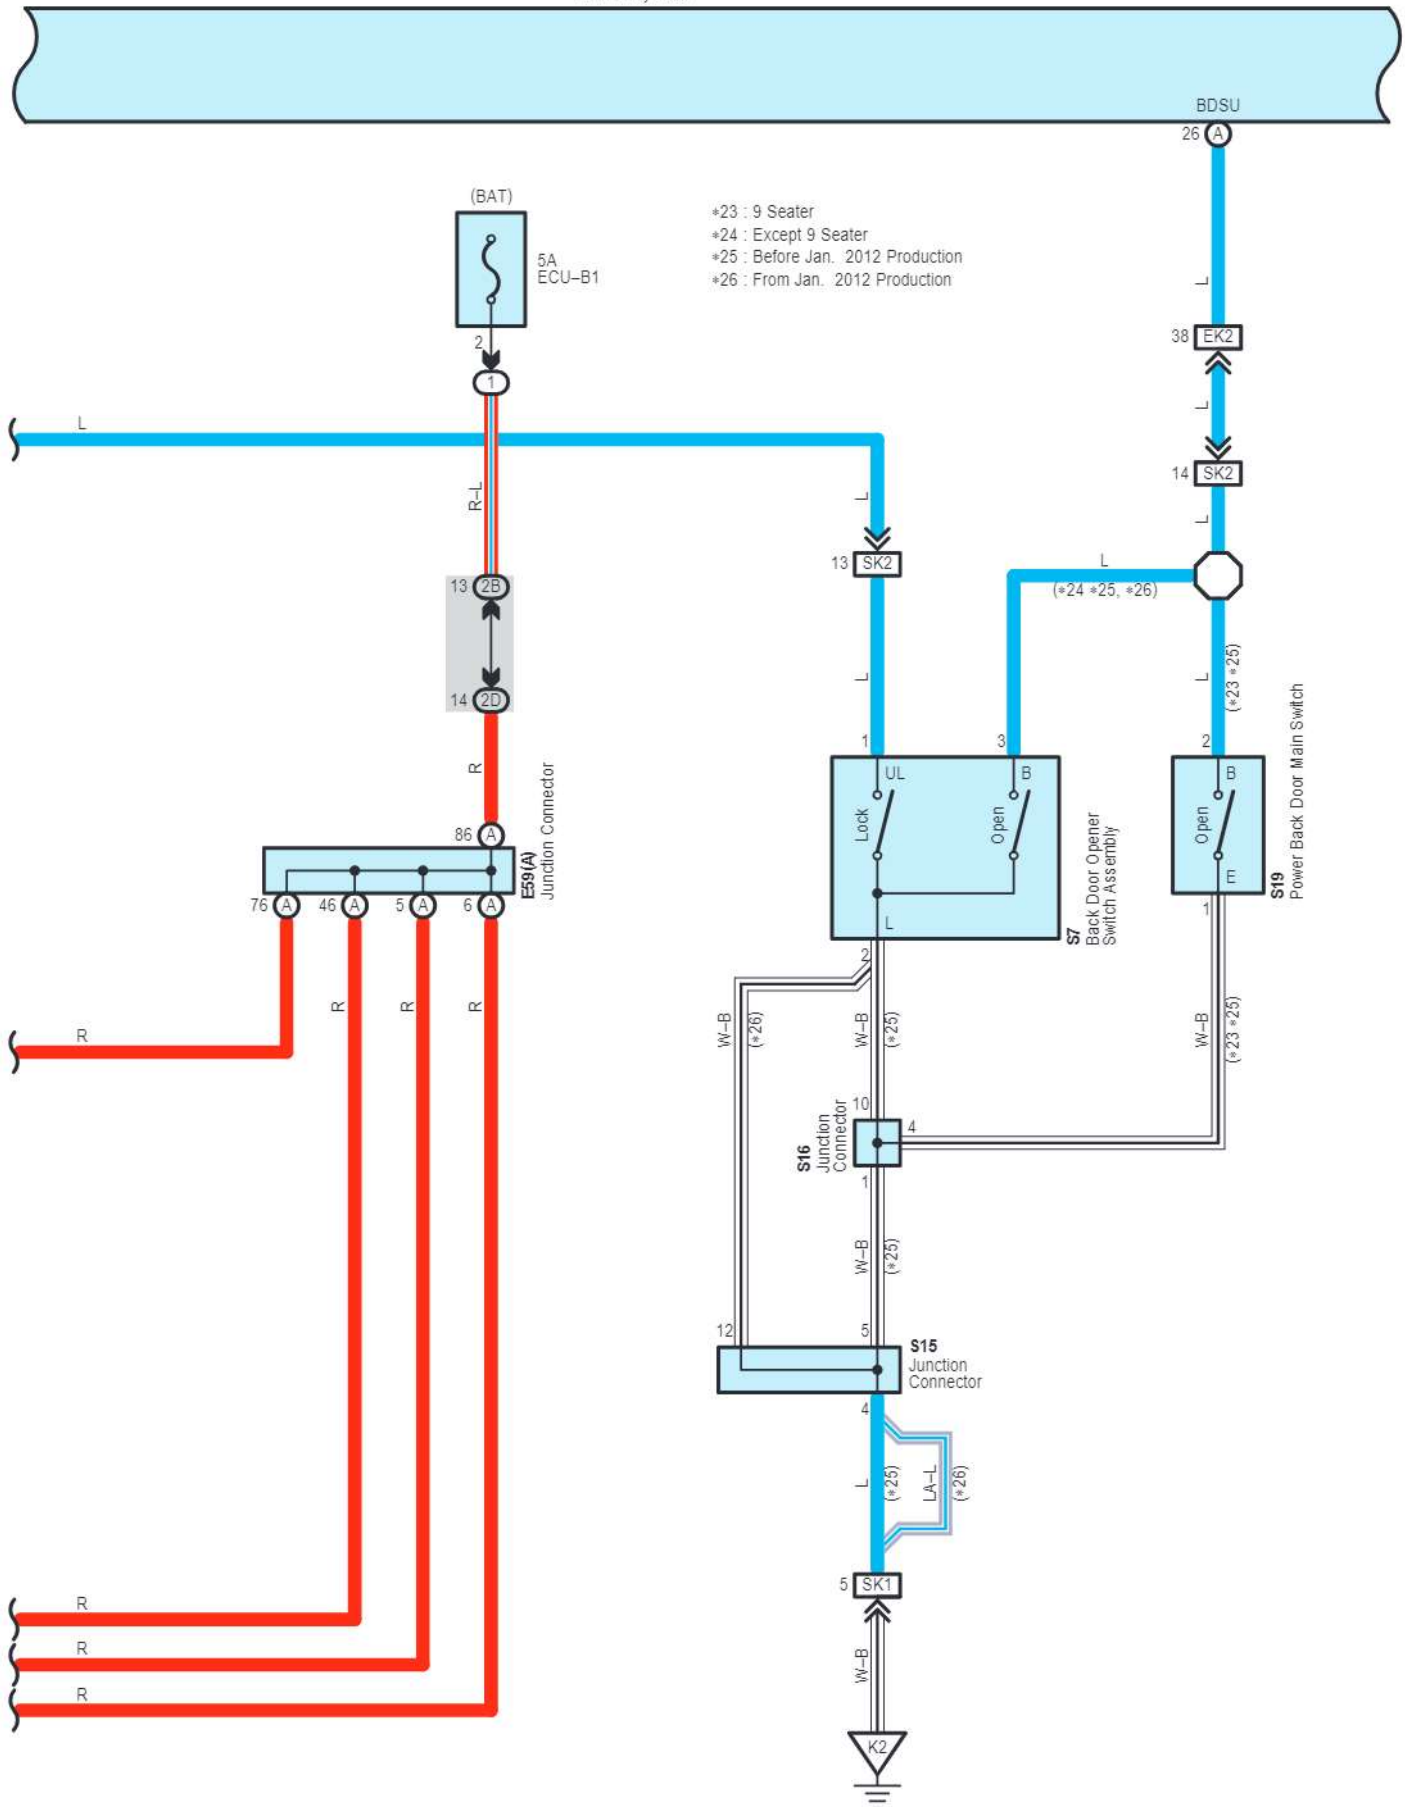 BDSU
26 A
(BAT)
∗23 : 9 Seater
∗24 : Except 9 Seater
∗25 : Before Jan. 2012 Production
∗26 : From Jan. 2012 Production
5A
ECU–B1
L
38 EK2
2
1
L
L
14 SK2
R–L
L
L
13 SK2
L
(∗24 ∗25, ∗26)
13 2B
L
L
(∗23 ∗25)
14 2D
R
1
3
2
UL
B
B
Lock
Open
Open
L
E
S7
Back Door Opener
Switch Assembly
S19
Power Back Door Main Switch
86 A
E59(A)
Junction Connector
76 A
46 A
5 A
6 A
2
1
R
R
R
R
W–B
(∗26)
W–B
(∗25)
W–B
(∗23 ∗25)
10
4
S16
Junction
Connector
1
W–B
(∗25)
12
5
S15
Junction
Connector
4
L
(∗25)
LA–L
(∗26)
5 SK1
R
R
R
W–B
K2